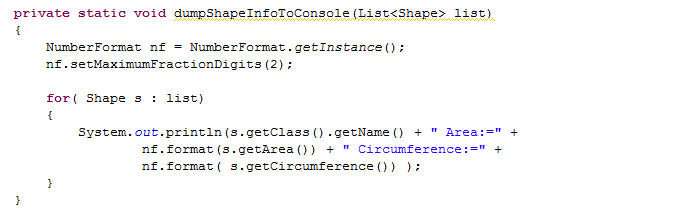 private static void dumpShapeInfoToConsole(List<Shape> list)
{
    NumberFormat nf = NumberFormat.getInstance();
    nf.setMaximumFractionDigits(2);

    for( Shape s : list)
    {
        System.out.println(s.getClass().getName() + " Area:=" +
                nf.format(s.getArea()) + " Circumference:=" +
                nf.format( s.getCircumference()) );
    }
}